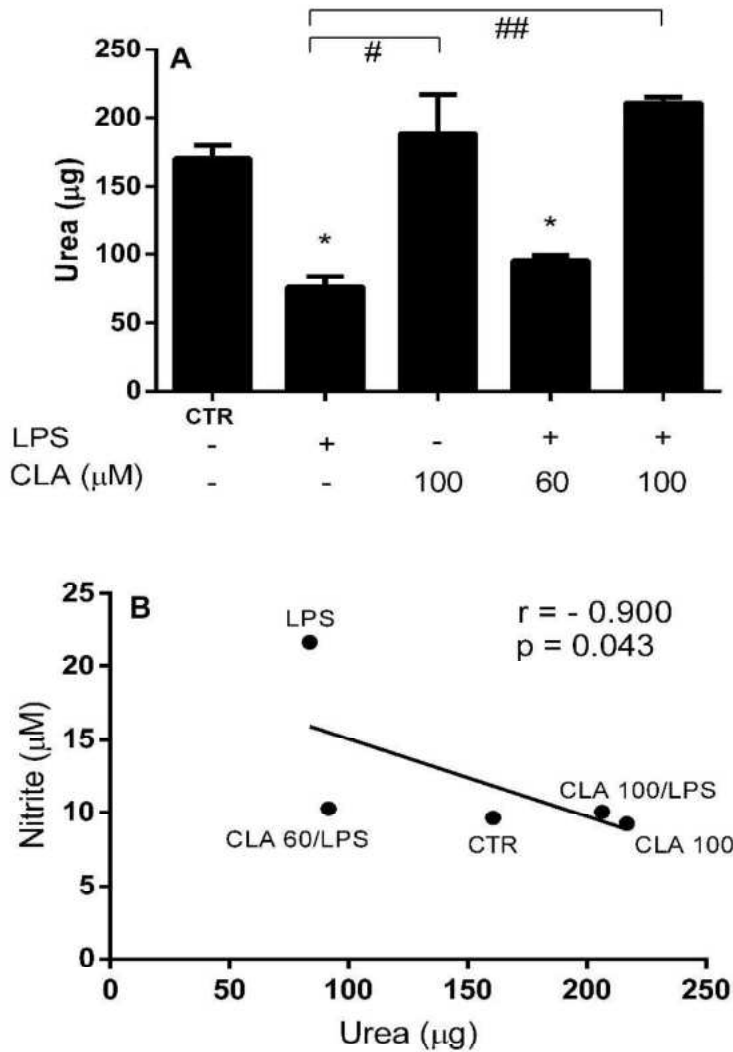 ##
#
A
250
200
150
100
50
0
Urea (μg)
* *
CTR
LPS - + - + +
CLA (μM) - - 100 60 100
B
25
20
15
10
5
0
Nitrite (μM)
r = - 0.900
p = 0.043
LPS
CLA 100/LPS
CLA 60/LPS
CTR
CLA 100
0 50 100 150 200 250
Urea (μg)